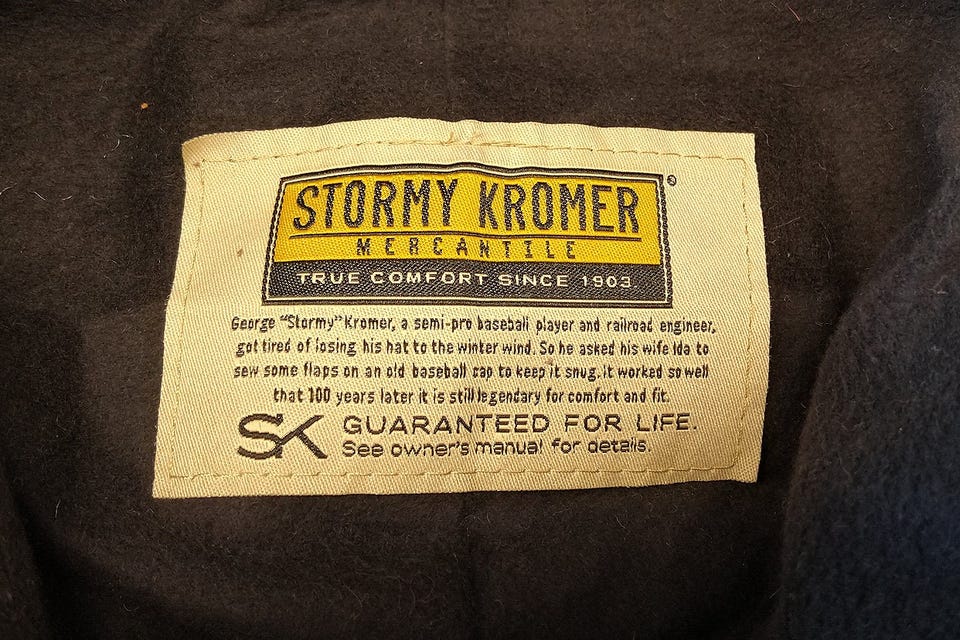 STORMY KROMER®
MERCANTILE
TRUE COMFORT SINCE 1903.
George "Stormy" Kromer, a semi-pro baseball player and railroad engineer,
got tired of losing his hat to the winter wind. So he asked his wife Ida to
sew some flaps on an old baseball cap to keep it snug. It worked so well
that 100 years later it is still legendary for comfort and fit.
SK GUARANTEED FOR LIFE.
See owner's manual for details.